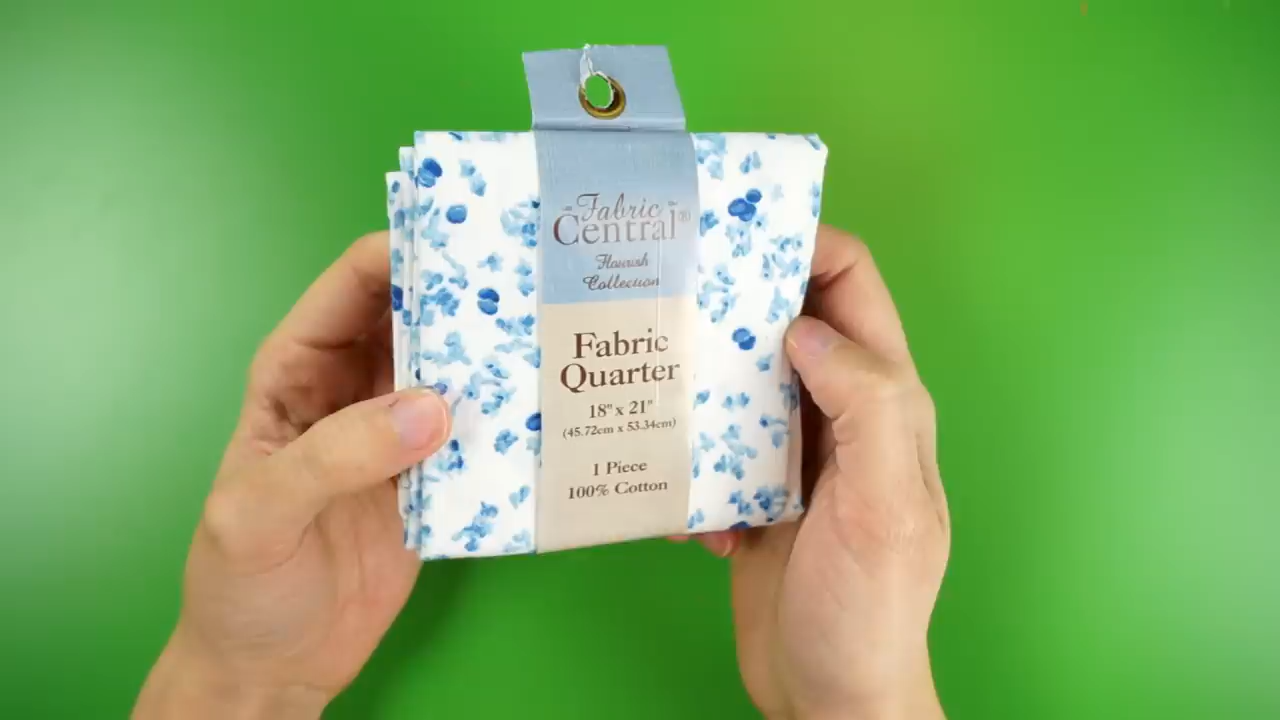 Fabric
Central®
Flourish
Collection
Fabric
Quarter
18" x 21"
(45.72cm x 53.34cm)
1 Piece
100% Cotton